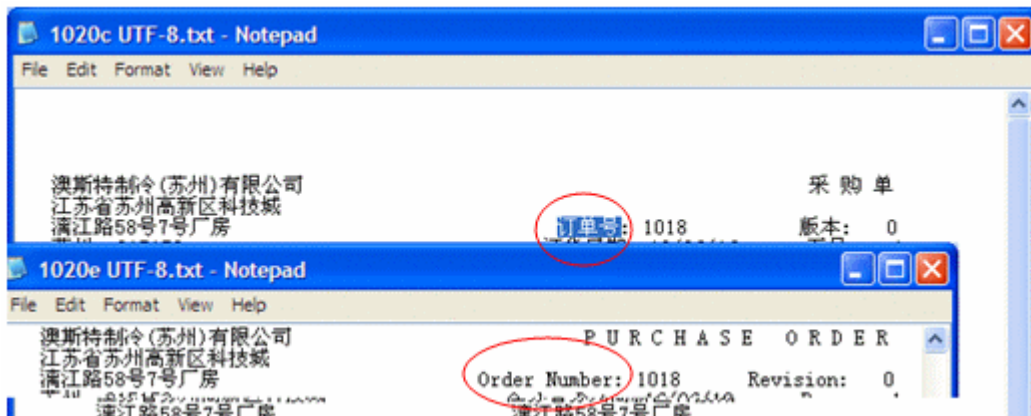 1020c UTF-8.txt - Notepad
File Edit Format View Help
澳斯特制冷(苏州)有限公司 采 购 单
江苏省苏州高新区科技城
漓江路58号7号厂房 订单号: 1018 版本: 0
1020e UTF-8.txt - Notepad
File Edit Format View Help
澳斯特制冷(苏州)有限公司 P U R C H A S E O R D E R
江苏省苏州高新区科技城
漓江路58号7号厂房 Order Number: 1018 Revision: 0
漓江路58号7号厂房 漓江路58号7号厂房